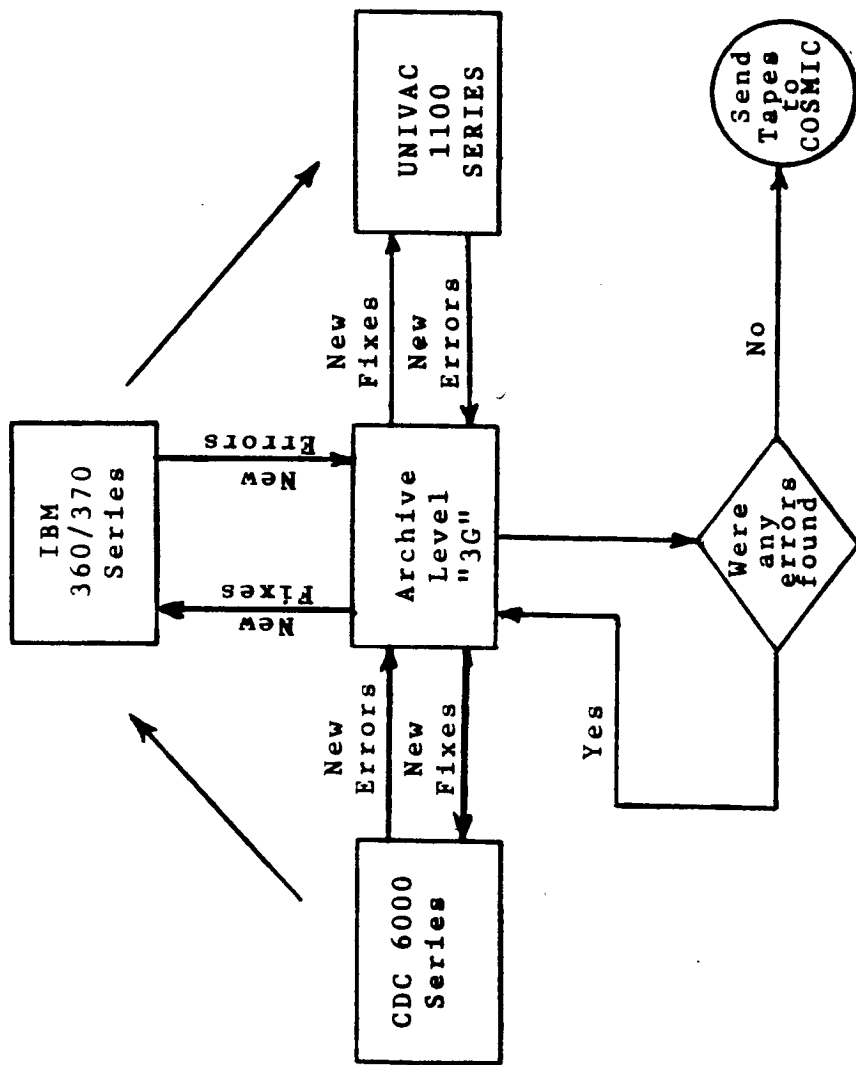 IBM
360/370
Series
New
Fixes
New
Errors
CDC 6000
Series
New
Errors
New
Fixes
Archive
Level
"3G"
New
Fixes
New
Errors
UNIVAC
1100
SERIES
Yes
Were
any
errors
found
No
Send
Tapes
to
COSMIC